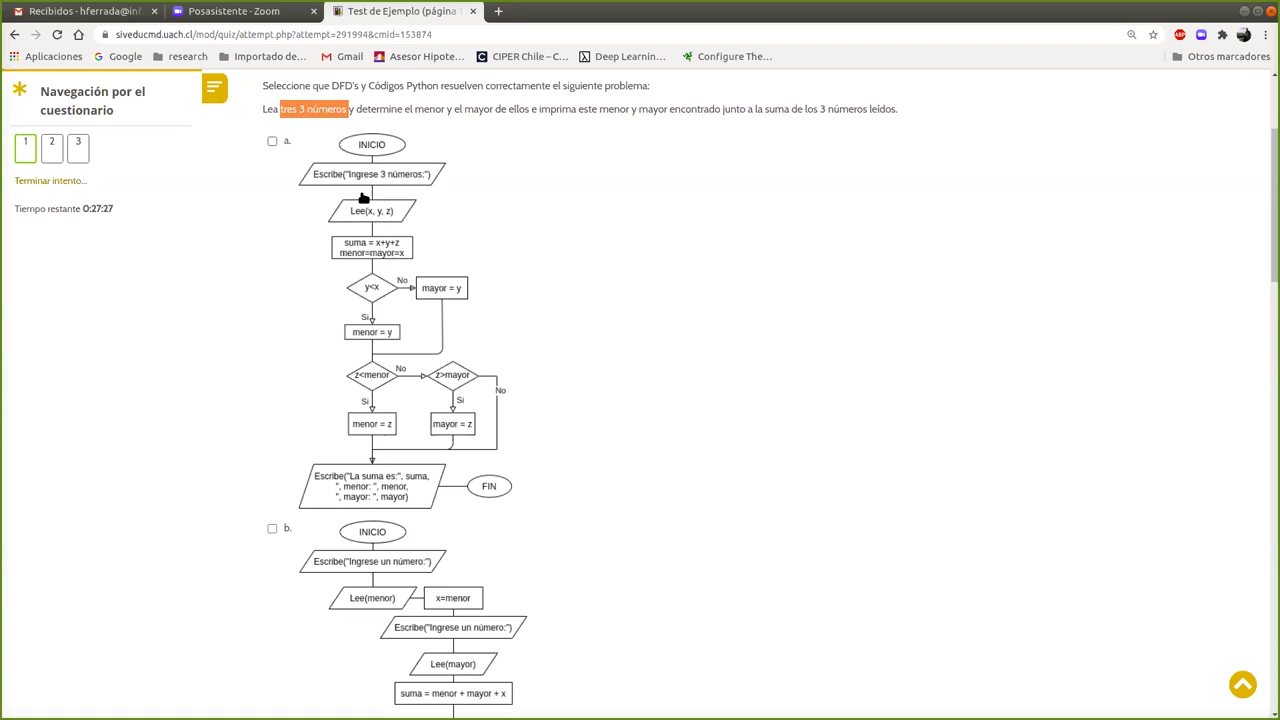 Recibidos - hferrada@inf
Posasistente - Zoom
Test de Ejemplo (página
siveducmd.uach.cl/mod/quiz/attempt.php?attempt=291994&cmid=153874
Aplicaciones
Google
research
Importado de...
Gmail
Asesor Hipote...
CIPER Chile – C...
Deep Learning...
Configure The...
Otros marcadores
Navegación por el
cuestionario
1 2 3
Terminar intento...
Tiempo restante 0:27:27
Seleccione que DFD's y Códigos Python resuelven correctamente el siguiente problema:
Lea tres 3 números y determine el menor y el mayor de ellos e imprima este menor y mayor encontrado junto a la suma de los 3 números leídos.
a.
INICIO
Escribe("Ingrese 3 números:")
Lee(x, y, z)
suma = x+y+z
menor=mayor=x
y<x
No
mayor = y
Si
menor = y
z<menor
No
z>mayor
No
Si
Si
menor = z
mayor = z
Escribe("La suma es:", suma,
", menor: ", menor,
", mayor: ", mayor)
FIN
b.
INICIO
Escribe("Ingrese un número:")
Lee(menor)
x=menor
Escribe("Ingrese un número:")
Lee(mayor)
suma = menor + mayor + x